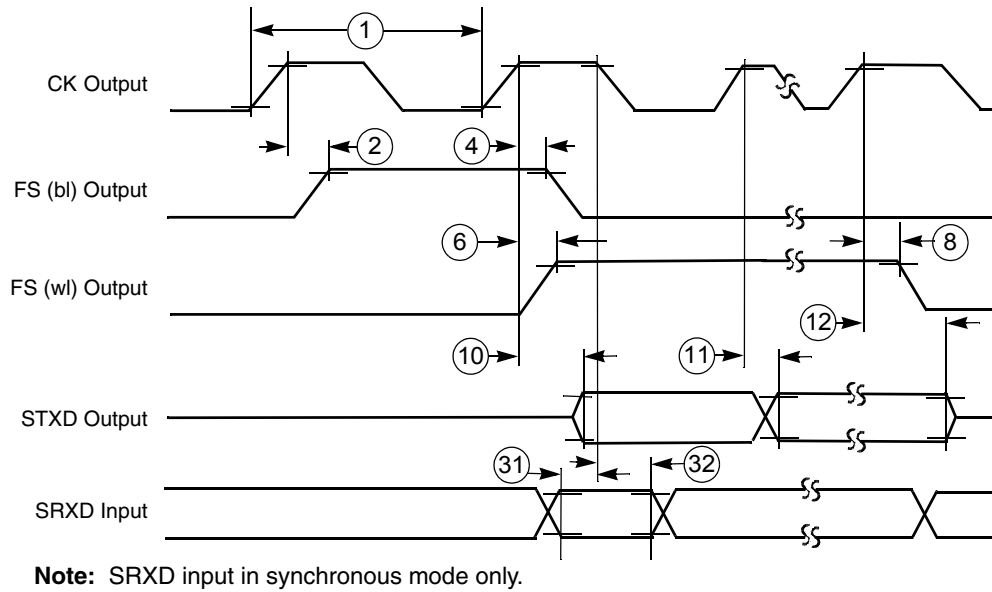 1
CK Output
2
4
FS (bl) Output
6
8
FS (wl) Output
12
10
11
STXD Output
31
32
SRXD Input
Note: SRXD input in synchronous mode only.